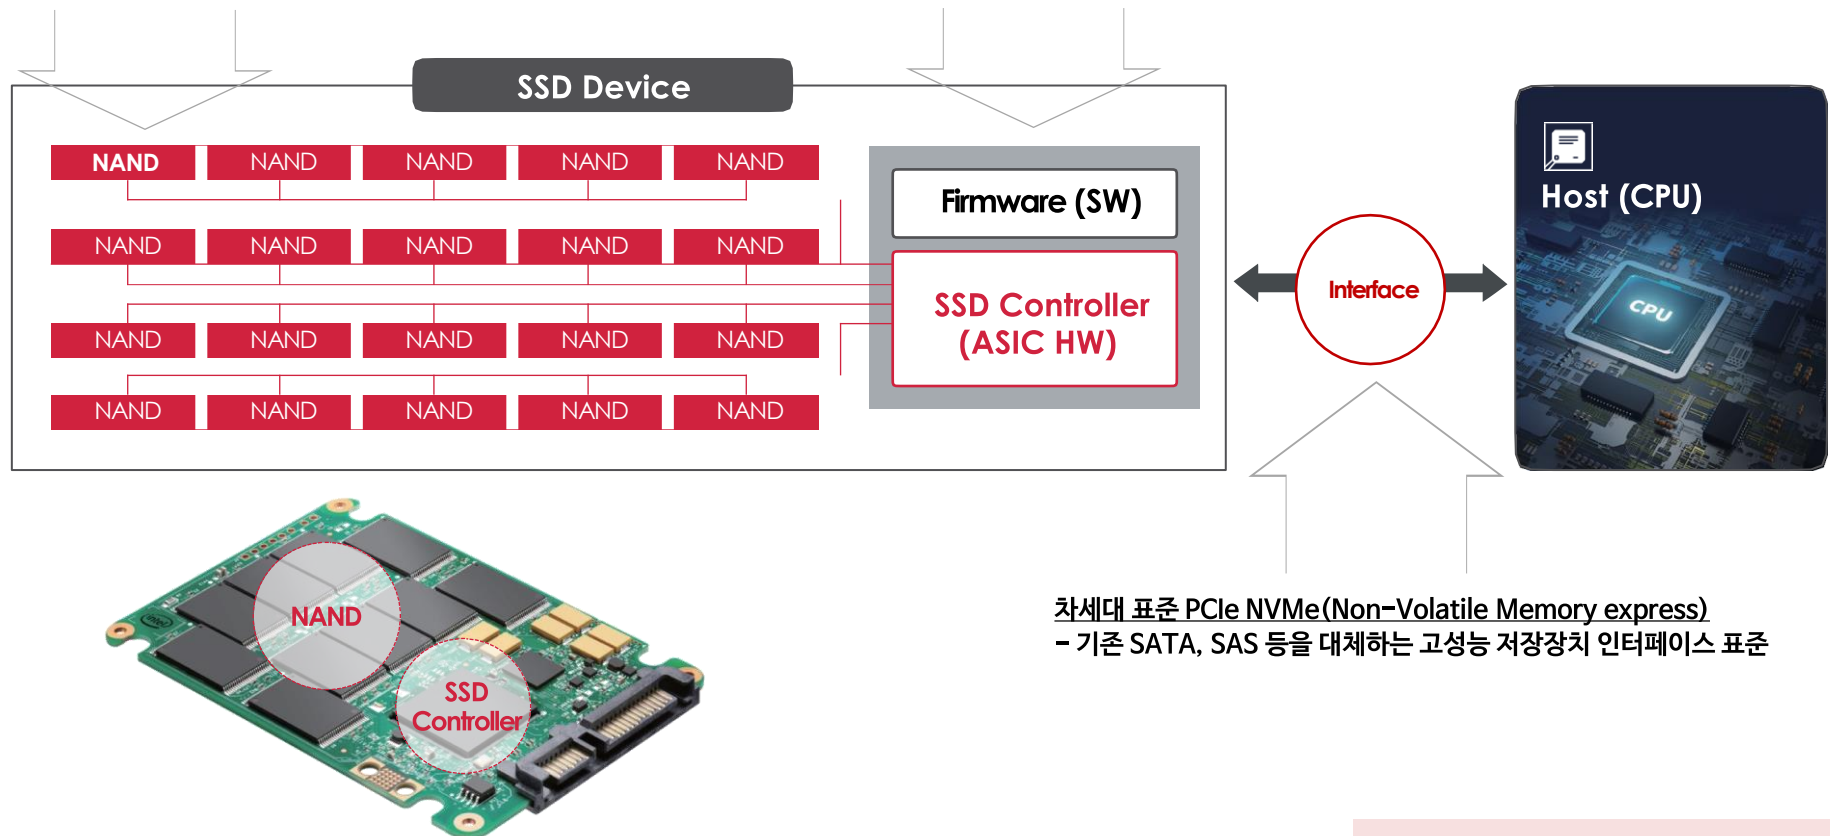 SSD Device
NAND NAND NAND NAND NAND
NAND NAND NAND NAND NAND
NAND NAND NAND NAND NAND
NAND NAND NAND NAND NAND
Firmware (SW)
SSD Controller
(ASIC HW)
Interface
Host (CPU)
CPU
NAND
SSD
Controller
intel
차세대 표준 PCIe NVMe(Non-Volatile Memory express)
- 기존 SATA, SAS 등을 대체하는 고성능 저장장치 인터페이스 표준